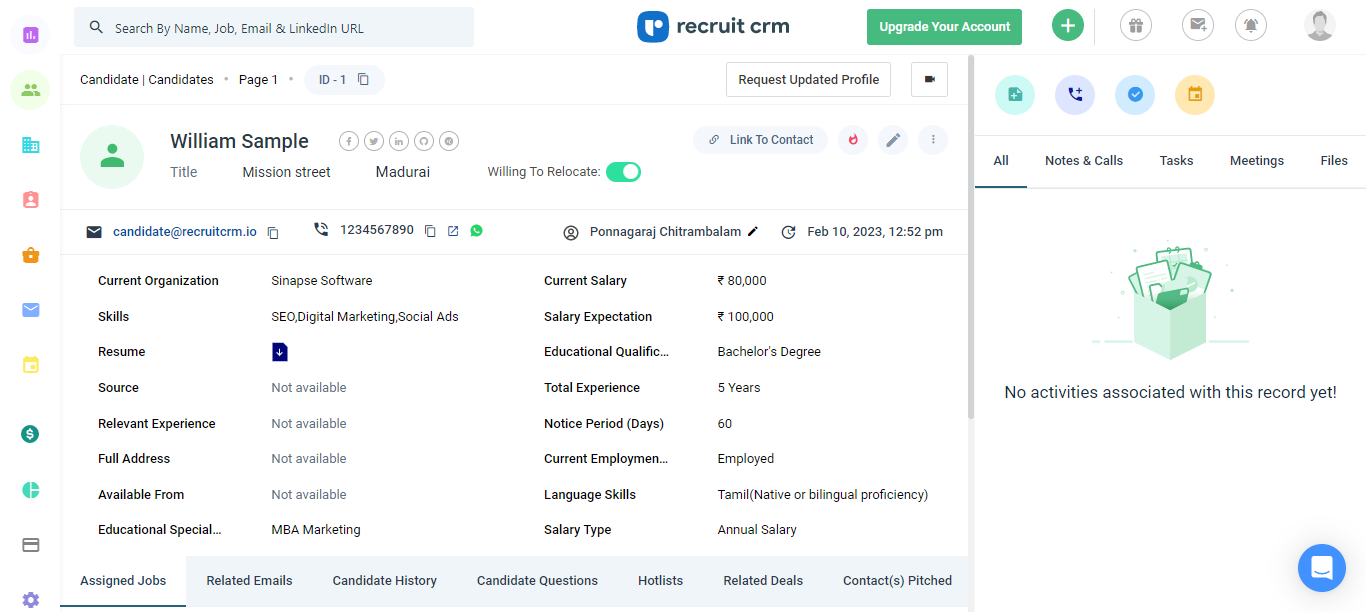 Search By Name, Job, Email & LinkedIn URL
recruit crm
Upgrade Your Account
Candidate | Candidates • Page 1 • ID - 1
Request Updated Profile
William Sample
Link To Contact
Title Mission street Madurai
Willing To Relocate:
candidate@recruitcrm.io
1234567890
Ponnagaraj Chitrambalam
Feb 10, 2023, 12:52 pm
Current Organization Sinapse Software
Current Salary ₹ 80,000
Skills SEO,Digital Marketing,Social Ads
Salary Expectation ₹ 100,000
Resume
Educational Qualific... Bachelor's Degree
Source Not available
Total Experience 5 Years
Relevant Experience Not available
Notice Period (Days) 60
Full Address Not available
Current Employmen... Employed
Available From Not available
Language Skills Tamil(Native or bilingual proficiency)
Educational Special... MBA Marketing
Salary Type Annual Salary
Assigned Jobs Related Emails Candidate History Candidate Questions Hotlists Related Deals Contact(s) Pitched
All Notes & Calls Tasks Meetings Files
No activities associated with this record yet!